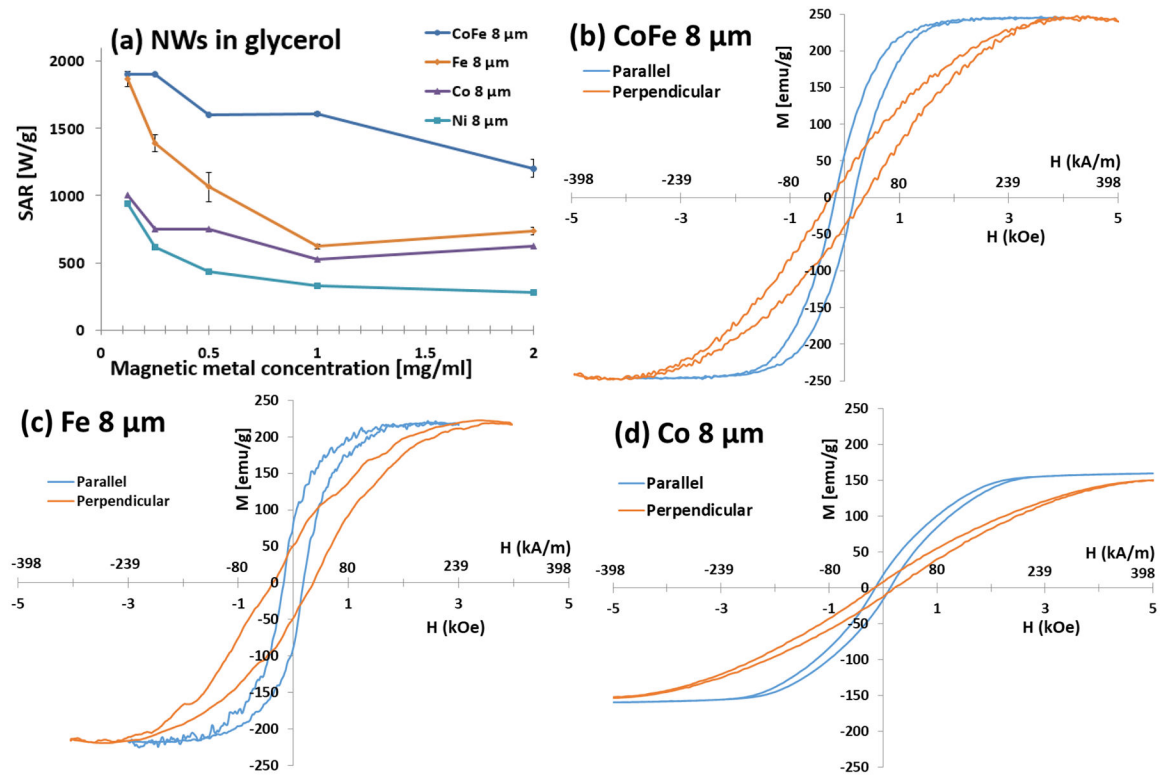 (a) NWs in glycerol
CoFe 8 µm
Fe 8 µm
Co 8 µm
Ni 8 µm
SAR [W/g]
2000
1500
1000
500
0
0 0.5 1 1.5 2
Magnetic metal concentration [mg/ml]
(b) CoFe 8 µm
Parallel
Perpendicular
M [emu/g]
250
200
150
100
50
0
-50
-100
-150
-200
-250
H (kA/m)
-398 -239 -80 80 239 398
-5 -3 -1 1 3 5
H (kOe)
(c) Fe 8 µm
Parallel
Perpendicular
M [emu/g]
250
200
150
100
50
0
-50
-100
-150
-200
-250
H (kA/m)
-398 -239 -80 80 239 398
-5 -3 -1 1 3 5
H (kOe)
(d) Co 8 µm
Parallel
Perpendicular
M [emu/g]
250
200
150
100
50
0
-50
-100
-150
-200
-250
H (kA/m)
-398 -239 -80 80 239 398
-5 -3 -1 1 3 5
H (kOe)